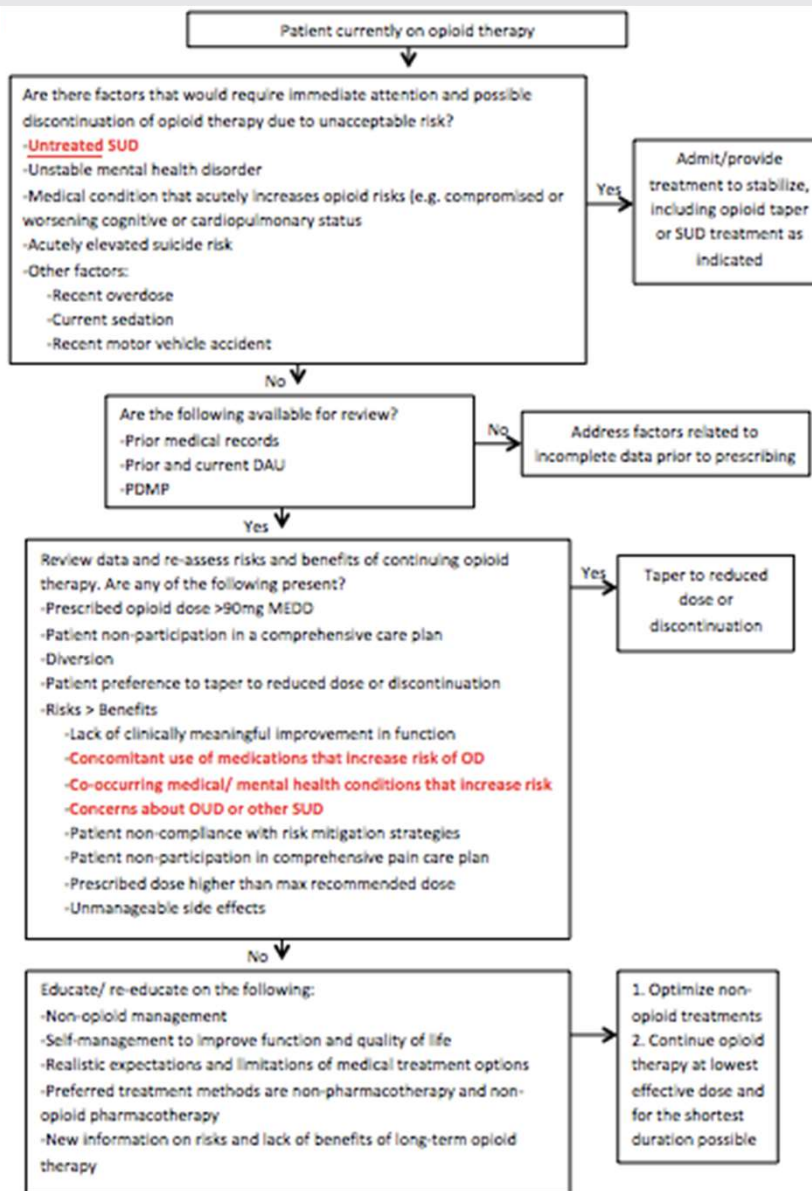 Patient currently on opioid therapy
Are there factors that would require immediate attention and possible
discontinuation of opioid therapy due to unacceptable risk?
-Untreated SUD
-Unstable mental health disorder
-Medical condition that acutely increases opioid risks (e.g. compromised or
worsening cognitive or cardiopulmonary status
-Acutely elevated suicide risk
-Other factors:
-Recent overdose
-Current sedation
-Recent motor vehicle accident
Yes
Admit/provide
treatment to stabilize,
including opioid taper
or SUD treatment as
indicated
No
Are the following available for review?
-Prior medical records
-Prior and current DAU
-PDMP
No
Address factors related to
incomplete data prior to prescribing
Yes
Review data and re-assess risks and benefits of continuing opioid
therapy. Are any of the following present?
-Prescribed opioid dose >90mg MEDD
-Patient non-participation in a comprehensive care plan
-Diversion
-Patient preference to taper to reduced dose or discontinuation
-Risks > Benefits
-Lack of clinically meaningful improvement in function
-Concomitant use of medications that increase risk of OD
-Co-occurring medical/ mental health conditions that increase risk
-Concerns about OUD or other SUD
-Patient non-compliance with risk mitigation strategies
-Patient non-participation in comprehensive pain care plan
-Prescribed dose higher than max recommended dose
-Unmanageable side effects
Yes
Taper to reduced
dose or
discontinuation
No
Educate/ re-educate on the following:
-Non-opioid management
-Self-management to improve function and quality of life
-Realistic expectations and limitations of medical treatment options
-Preferred treatment methods are non-pharmacotherapy and non-
opioid pharmacotherapy
-New information on risks and lack of benefits of long-term opioid
therapy
1. Optimize non-
opioid treatments
2. Continue opioid
therapy at lowest
effective dose and
for the shortest
duration possible